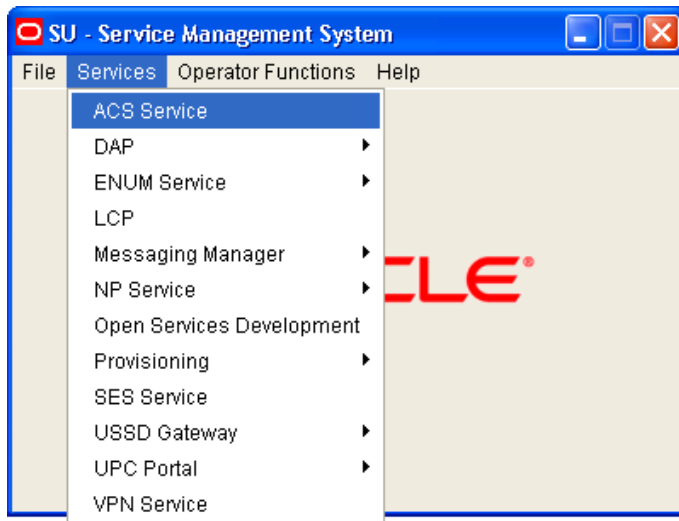 SU - Service Management System
File Services Operator Functions Help
ACS Service
DAP
ENUM Service
LCP
Messaging Manager
NP Service
CLE®
Open Services Development
Provisioning
SES Service
USSD Gateway
UPC Portal
VPN Service